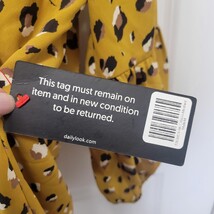 This tag must remain on
item and in new condition
to be returned.
dailylook.com